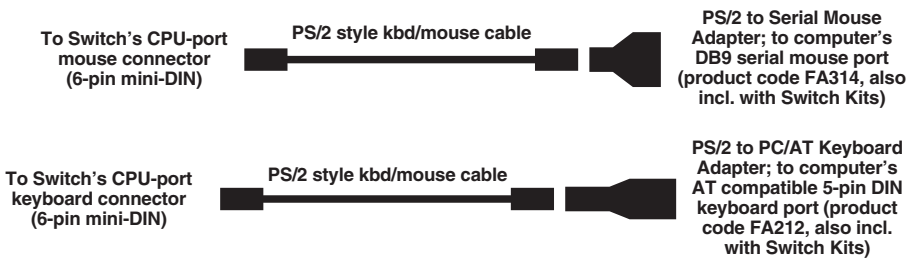 To Switch's CPU-port
mouse connector
(6-pin mini-DIN)
PS/2 style kbd/mouse cable
PS/2 to Serial Mouse
Adapter; to computer's
DB9 serial mouse port
(product code FA314, also
incl. with Switch Kits)
To Switch's CPU-port
keyboard connector
(6-pin mini-DIN)
PS/2 style kbd/mouse cable
PS/2 to PC/AT Keyboard
Adapter; to computer's
AT compatible 5-pin DIN
keyboard port (product
code FA212, also incl.
with Switch Kits)